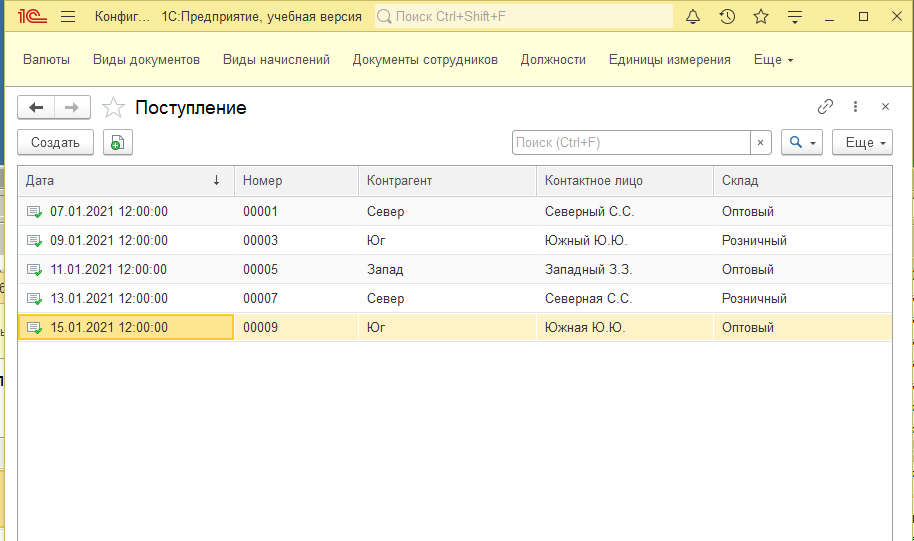 1С Конфиг... 1С:Предприятие, учебная версия Поиск Ctrl+Shift+F
Валюты Виды документов Виды начислений Документы сотрудников Должности Единицы измерения Еще
Поступление
Создать Поиск (Ctrl+F) × Еще
Дата ↓ Номер Контрагент Контактное лицо Склад
07.01.2021 12:00:00 00001 Север Северный С.С. Оптовый
09.01.2021 12:00:00 00003 Юг Южный Ю.Ю. Розничный
11.01.2021 12:00:00 00005 Запад Западный З.З. Оптовый
13.01.2021 12:00:00 00007 Север Северная С.С. Розничный
15.01.2021 12:00:00 00009 Юг Южная Ю.Ю. Оптовый